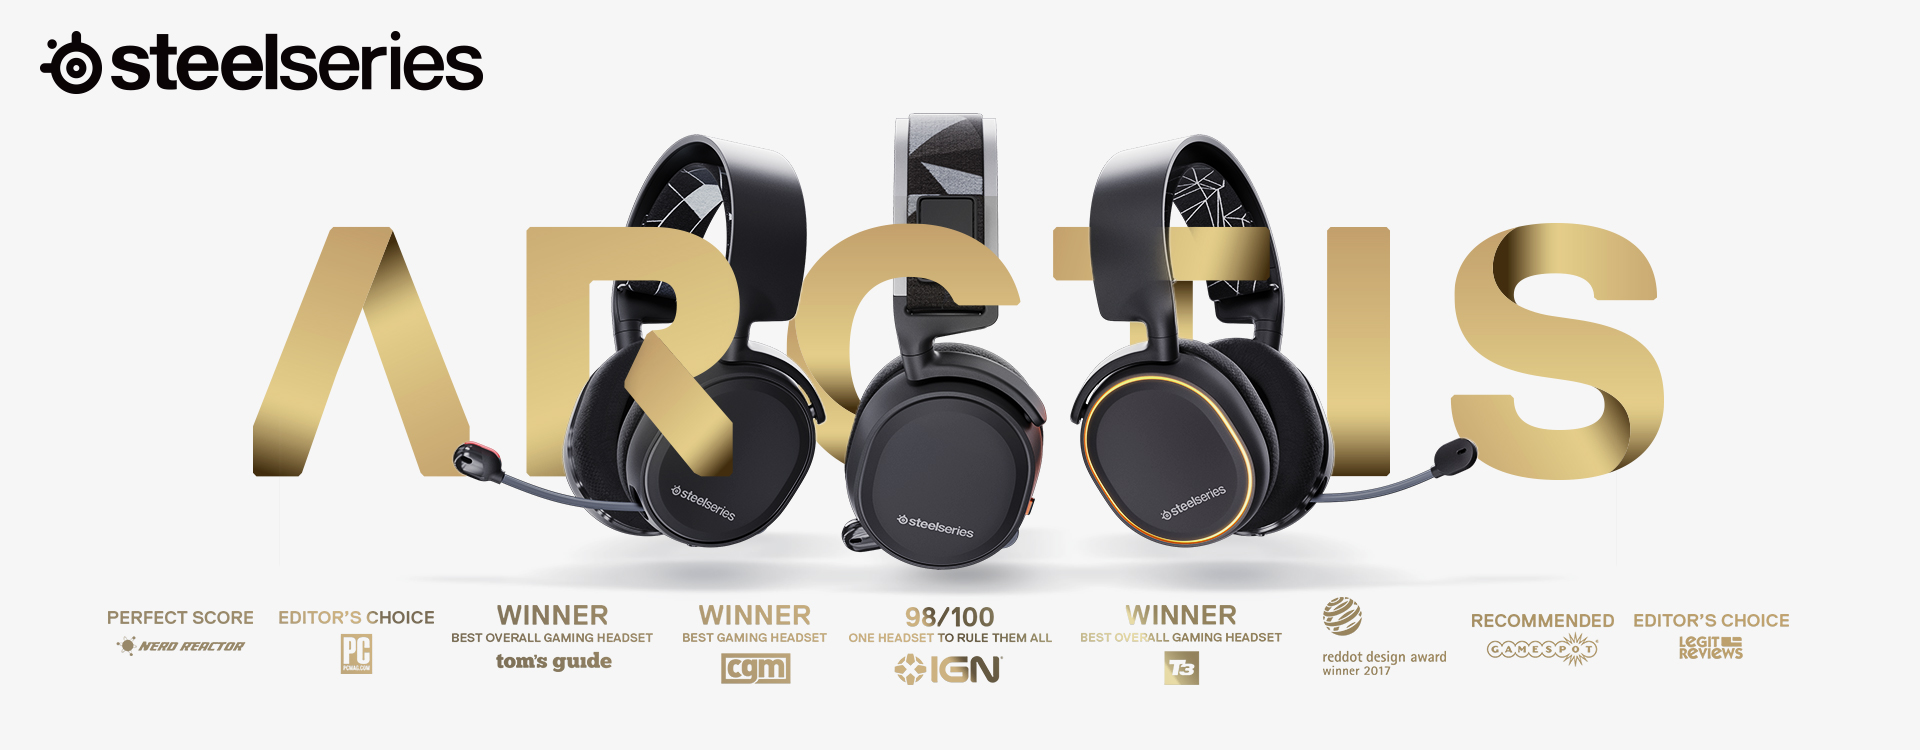 steelseries
ARCTIS
steelseries
steelseries
steelseries
PERFECT SCORE
NERD REACTOR
EDITOR'S CHOICE
PC
PCMAG.COM
WINNER
BEST OVERALL GAMING HEADSET
tom's guide
WINNER
BEST GAMING HEADSET
cgm
98/100
ONE HEADSET TO RULE THEM ALL
IGN
WINNER
BEST OVERALL GAMING HEADSET
T3
reddot design award
winner 2017
RECOMMENDED
GAMESPOT
EDITOR'S CHOICE
LEGIT
REVIEWS